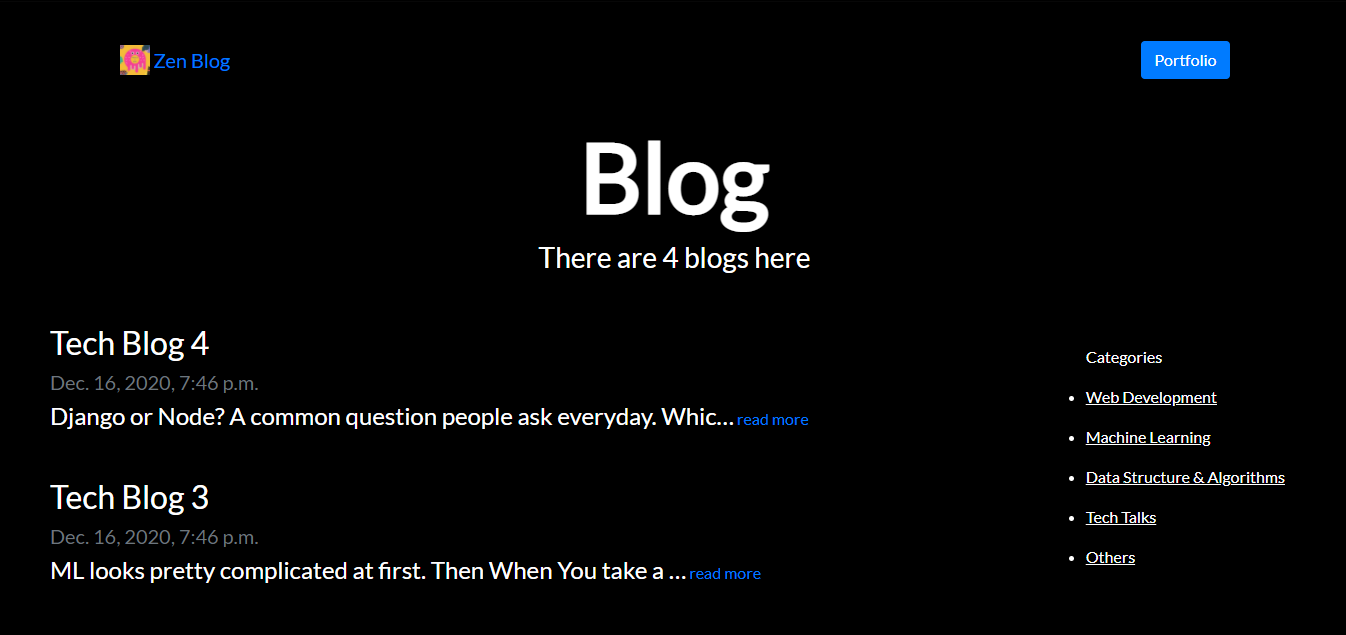 Zen Blog
Portfolio
Blog
There are 4 blogs here
Tech Blog 4
Dec. 16, 2020, 7:46 p.m.
Django or Node? A common question people ask everyday. Whic... read more
Tech Blog 3
Dec. 16, 2020, 7:46 p.m.
ML looks pretty complicated at first. Then When You take a ... read more
Categories
Web Development
Machine Learning
Data Structure & Algorithms
Tech Talks
Others